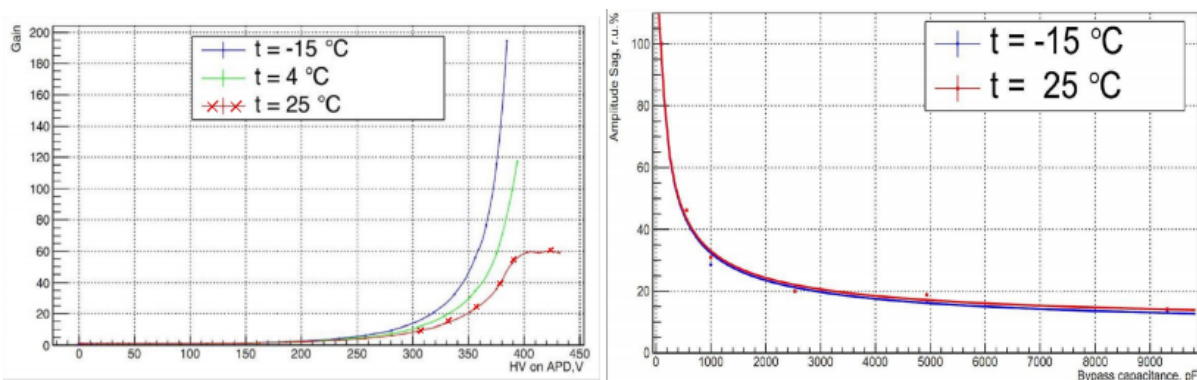 Gain
200
180
160
140
120
100
80
60
40
20
0
t = -15 °C
t = 4 °C
t = 25 °C
0 50 100 150 200 250 300 350 400 450
HV on APD,V
Amplitude Sag, r.u.%
100
80
60
40
20
0
t = -15 °C
t = 25 °C
0 1000 2000 3000 4000 5000 6000 7000 8000 9000
Bypass capacitance, pF